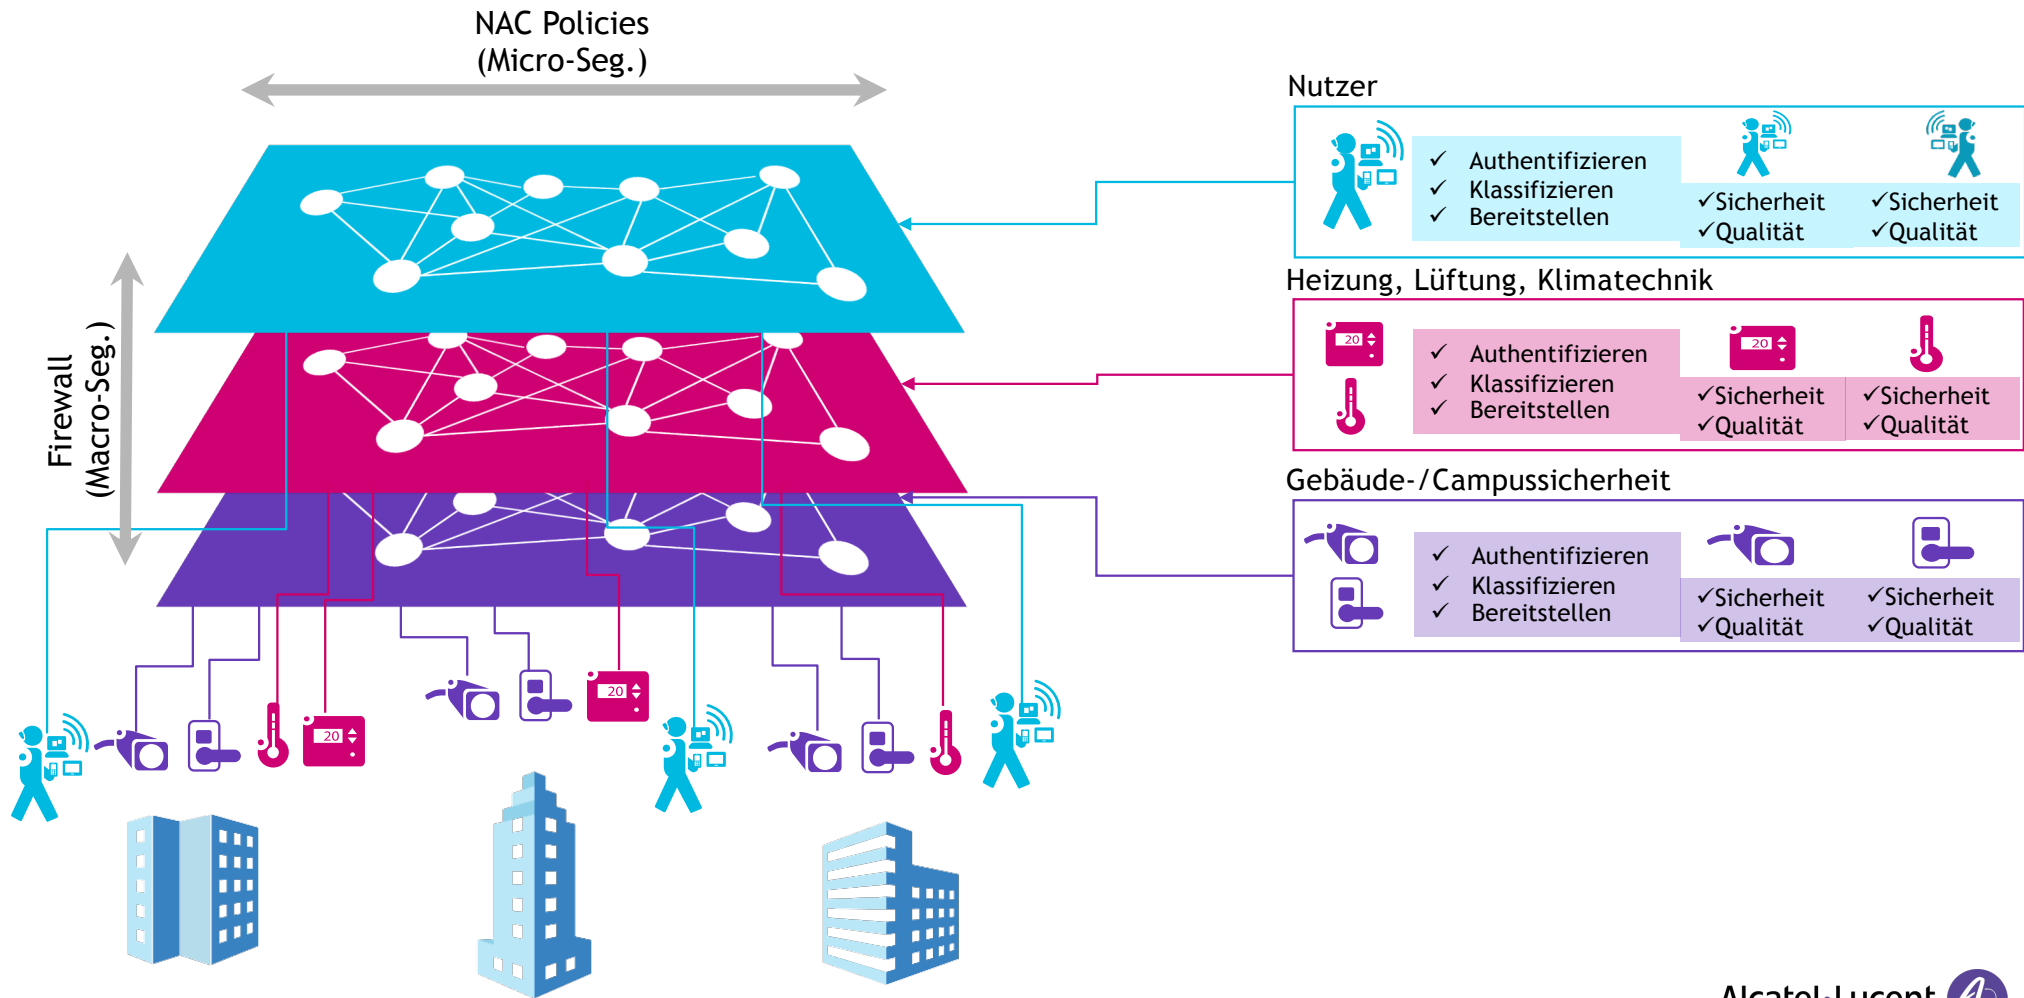 NAC Policies
(Micro-Seg.)
Firewall
(Macro-Seg.)
Nutzer
✓ Authentifizieren
✓ Klassifizieren
✓ Bereitstellen
✓Sicherheit
✓Qualität
✓Sicherheit
✓Qualität
Heizung, Lüftung, Klimatechnik
20
✓ Authentifizieren
✓ Klassifizieren
✓ Bereitstellen
20
✓Sicherheit
✓Qualität
✓Sicherheit
✓Qualität
Gebäude-/Campussicherheit
✓ Authentifizieren
✓ Klassifizieren
✓ Bereitstellen
✓Sicherheit
✓Qualität
✓Sicherheit
✓Qualität
20
20
Alcatel·Lucent